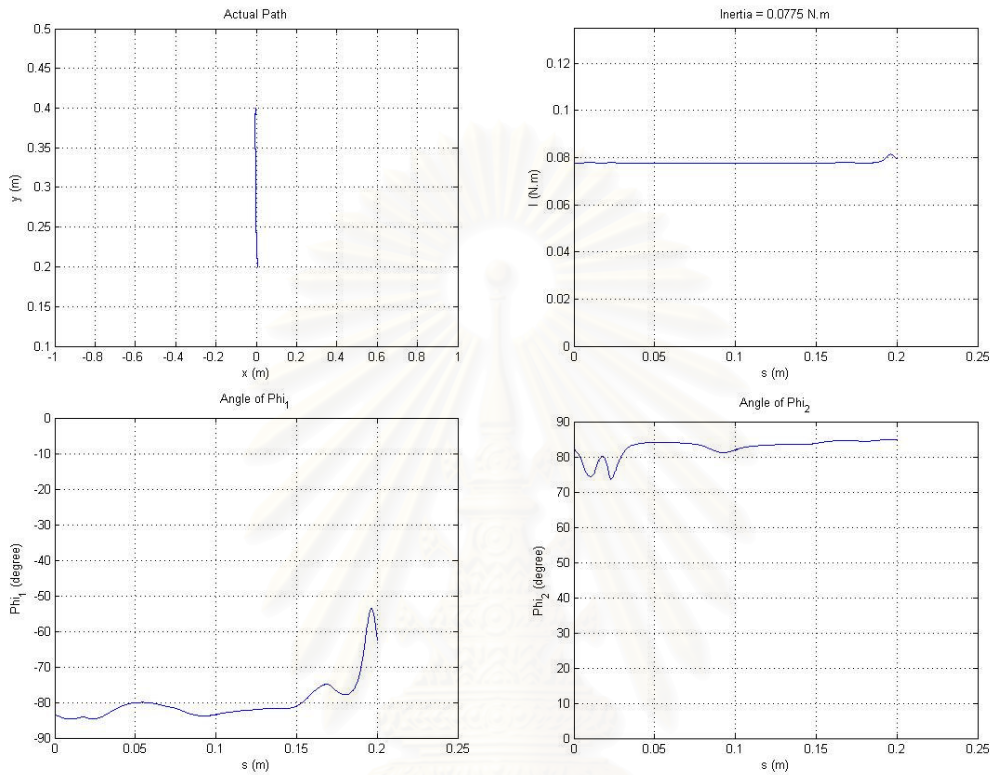 Actual Path
0.5
0.45
0.4
0.35
0.3
0.25
0.2
0.15
0.1
y (m)
-1 -0.8 -0.6 -0.4 -0.2 0 0.2 0.4 0.6 0.8 1
x (m)
Inertia = 0.0775 N.m
0.12
0.1
0.08
0.06
0.04
0.02
I (N.m)
0 0.05 0.1 0.15 0.2 0.25
s (m)
Angle of Phi1
0
-10
-20
-30
-40
-50
-60
-70
-80
-90
Phi1 (degree)
0 0.05 0.1 0.15 0.2 0.25
s (m)
Angle of Phi2
90
80
70
60
50
40
30
20
10
0
Phi2 (degree)
0 0.05 0.1 0.15 0.2 0.25
s (m)